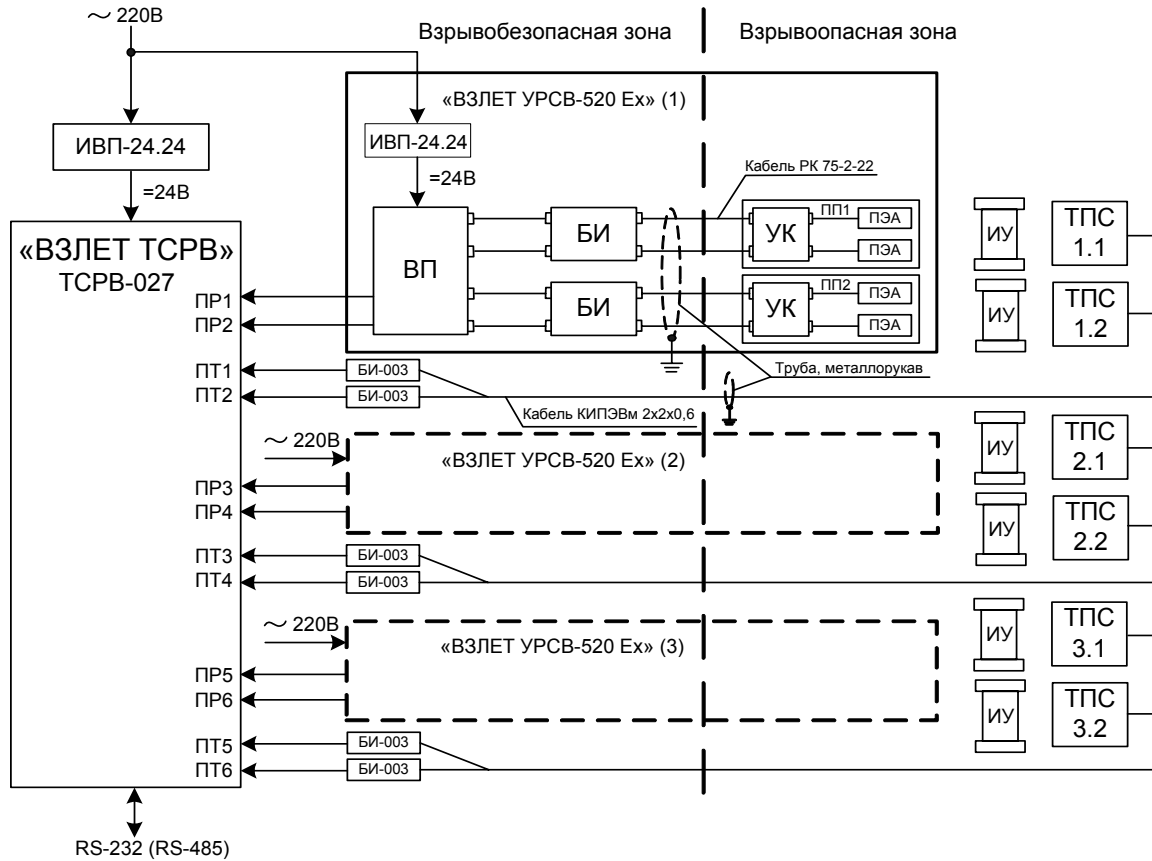 ~ 220В
Взрывобезопасная зона
Взрывоопасная зона
«ВЗЛЕТ УРСВ-520 Ех» (1)
ИВП-24.24
ИВП-24.24
=24В
=24В
Кабель РК 75-2-22
«ВЗЛЕТ ТСРВ»
ТСРВ-027
ВП
БИ
УК
ПП1
ПЭА
ПЭА
БИ
УК
ПП2
ПЭА
ПЭА
ИУ
ТПС
1.1
ИУ
ТПС
1.2
ПР1
ПР2
Труба, металлорукав
ПТ1
БИ-003
ПТ2
БИ-003
Кабель КИПЭВм 2х2х0,6
~ 220В
«ВЗЛЕТ УРСВ-520 Ех» (2)
ИУ
ТПС
2.1
ПР3
ПР4
ИУ
ТПС
2.2
ПТ3
БИ-003
ПТ4
БИ-003
~ 220В
«ВЗЛЕТ УРСВ-520 Ех» (3)
ИУ
ТПС
3.1
ПР5
ПР6
ИУ
ТПС
3.2
ПТ5
БИ-003
ПТ6
БИ-003
RS-232 (RS-485)